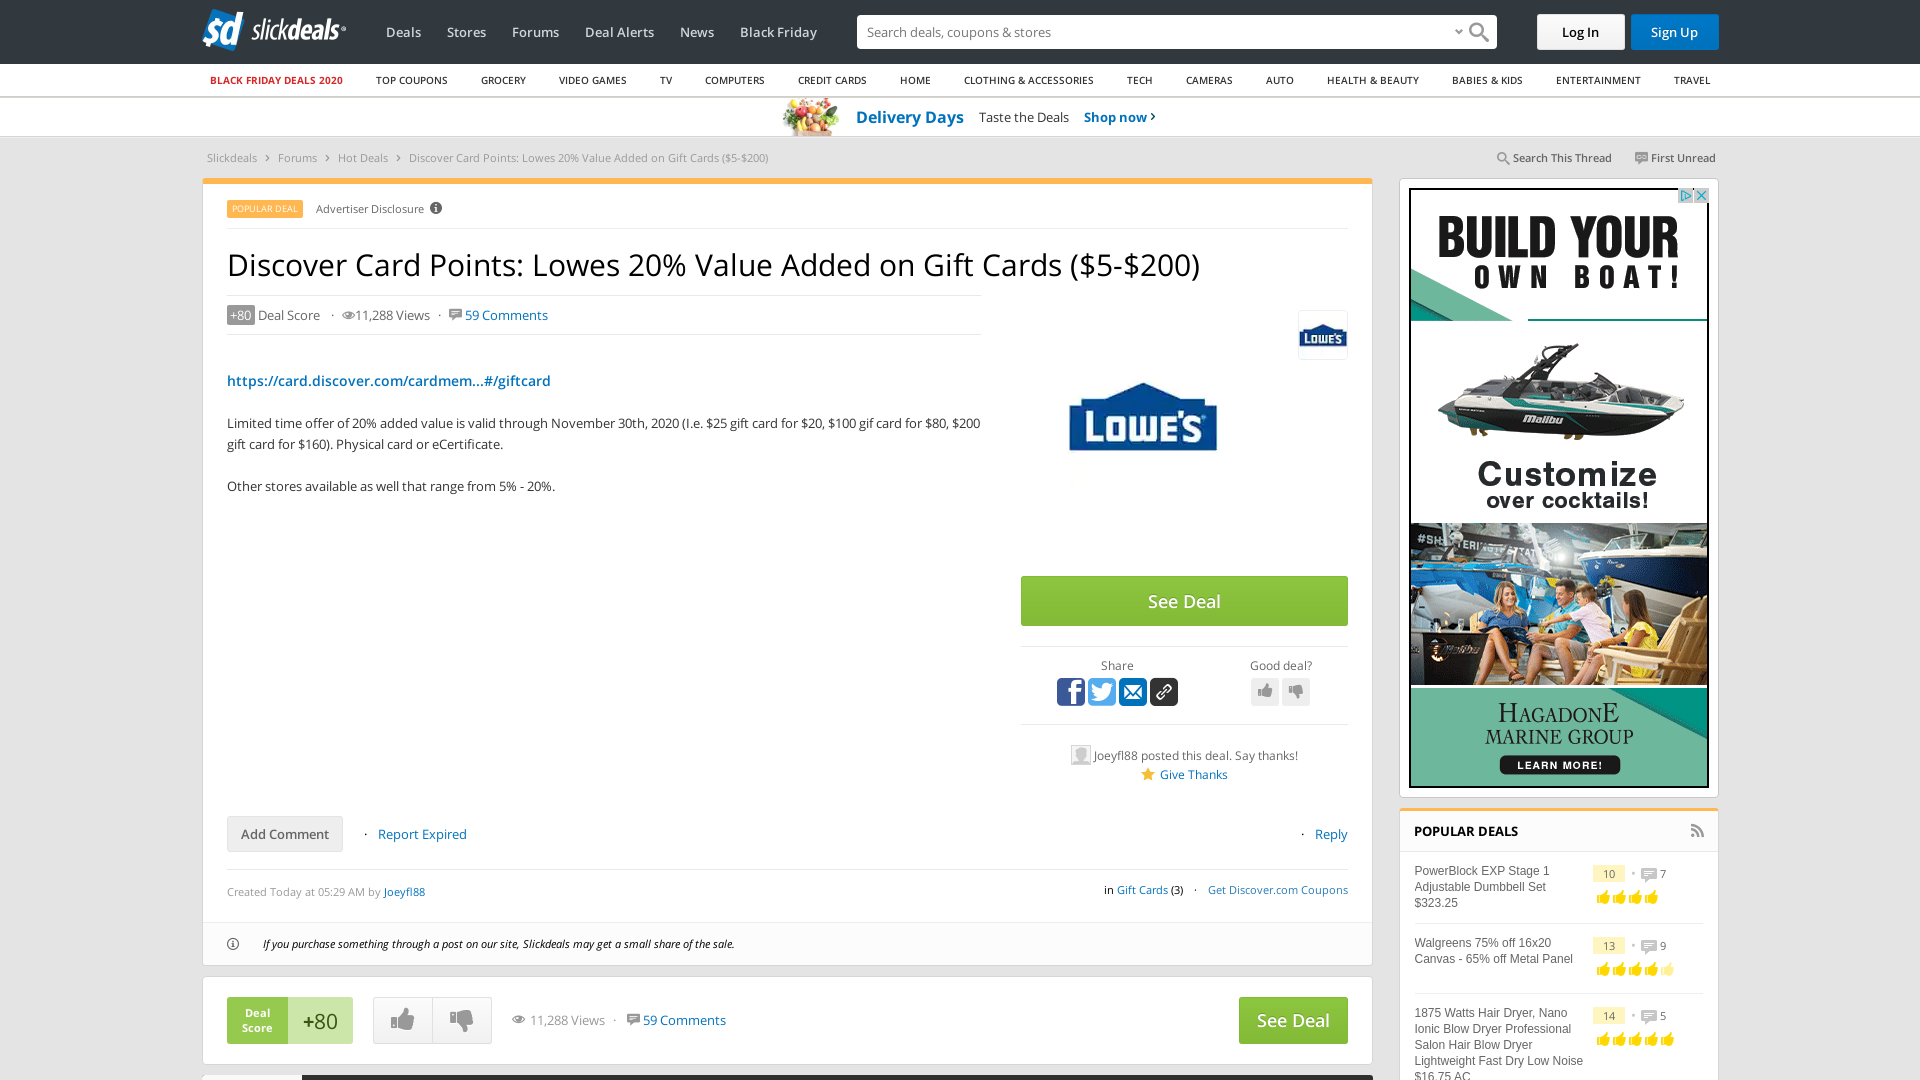 slickdeals
Deals Stores Forums Deal Alerts News Black Friday
Search deals, coupons & stores
Log In
Sign Up
BLACK FRIDAY DEALS 2020 TOP COUPONS GROCERY VIDEO GAMES TV COMPUTERS CREDIT CARDS HOME CLOTHING & ACCESSORIES TECH CAMERAS AUTO HEALTH & BEAUTY BABIES & KIDS ENTERTAINMENT TRAVEL
Delivery Days Taste the Deals Shop now
Slickdeals Forums Hot Deals Discover Card Points: Lowes 20% Value Added on Gift Cards ($5-$200)
Search This Thread First Unread
POPULAR DEAL Advertiser Disclosure
Discover Card Points: Lowes 20% Value Added on Gift Cards ($5-$200)
+80 Deal Score · 11,288 Views · 59 Comments
LOWE'S
https://card.discover.com/cardmem...#/giftcard
Limited time offer of 20% added value is valid through November 30th, 2020 (I.e. $25 gift card for $20, $100 gif card for $80, $200
gift card for $160). Physical card or eCertificate.
Other stores available as well that range from 5% - 20%.
LOWE'S
See Deal
Share
Good deal?
Joeyfl88 posted this deal. Say thanks!
Give Thanks
Add Comment · Report Expired
· Reply
Created Today at 05:29 AM by Joeyfl88
in Gift Cards (3) · Get Discover.com Coupons
If you purchase something through a post on our site, Slickdeals may get a small share of the sale.
Deal
Score
+80
11,288 Views · 59 Comments
See Deal
BUILD YOUR
OWN BOAT!
Malibu
Customize
over cocktails!
HAGADONE
MARINE GROUP
LEARN MORE!
POPULAR DEALS
PowerBlock EXP Stage 1
Adjustable Dumbbell Set
$323.25
10 • 7
Walgreens 75% off 16x20
Canvas - 65% off Metal Panel
13 • 9
1875 Watts Hair Dryer, Nano
Ionic Blow Dryer Professional
Salon Hair Blow Dryer
Lightweight Fast Dry Low Noise
$16.75 AC
14 • 5